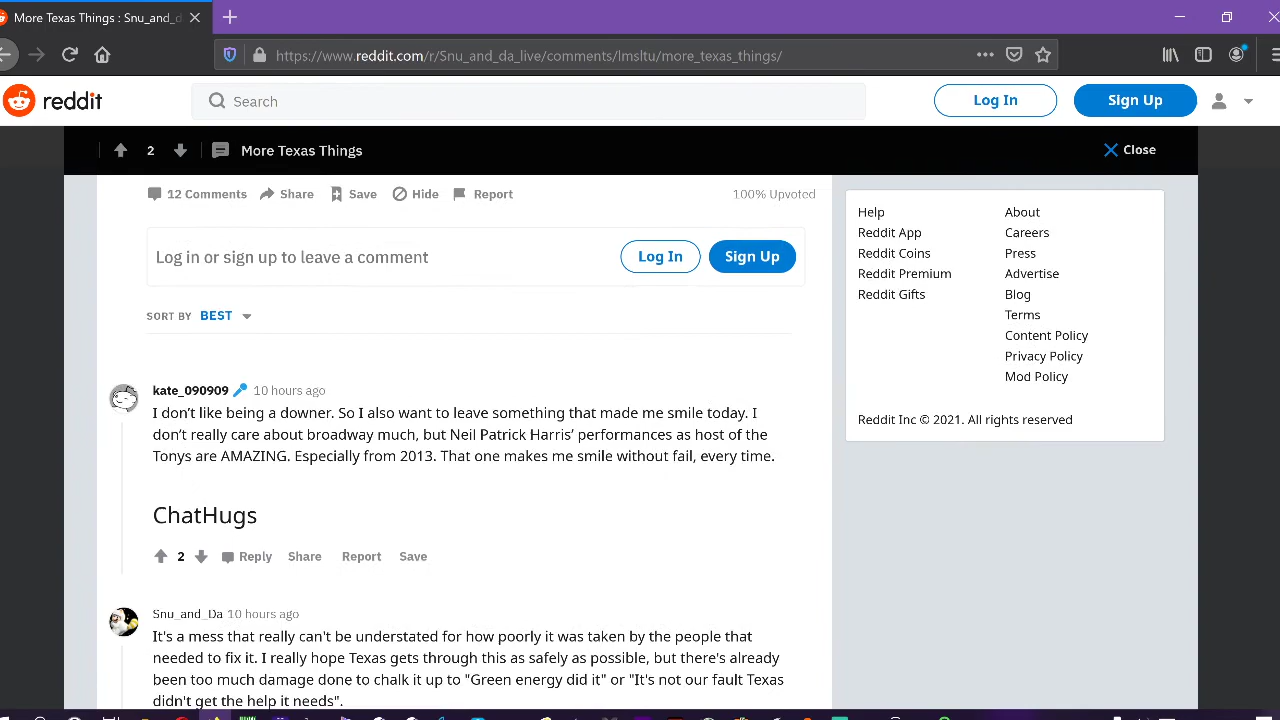 More Texas Things : Snu_and_d
https://www.reddit.com/r/Snu_and_da_live/comments/lmsltu/more_texas_things/
reddit
Search
Log In
Sign Up
2
More Texas Things
Close
12 Comments
Share
Save
Hide
Report
100% Upvoted
Log in or sign up to leave a comment
Log In
Sign Up
SORT BY BEST
kate_090909 10 hours ago
I don't like being a downer. So I also want to leave something that made me smile today. I
don't really care about broadway much, but Neil Patrick Harris' performances as host of the
Tonys are AMAZING. Especially from 2013. That one makes me smile without fail, every time.
ChatHugs
2
Reply
Share
Report
Save
Snu_and_Da 10 hours ago
It's a mess that really can't be understated for how poorly it was taken by the people that
needed to fix it. I really hope Texas gets through this as safely as possible, but there's already
been too much damage done to chalk it up to "Green energy did it" or "It's not our fault Texas
didn't get the help it needs".
Help
Reddit App
Reddit Coins
Reddit Premium
Reddit Gifts
About
Careers
Press
Advertise
Blog
Terms
Content Policy
Privacy Policy
Mod Policy
Reddit Inc © 2021. All rights reserved